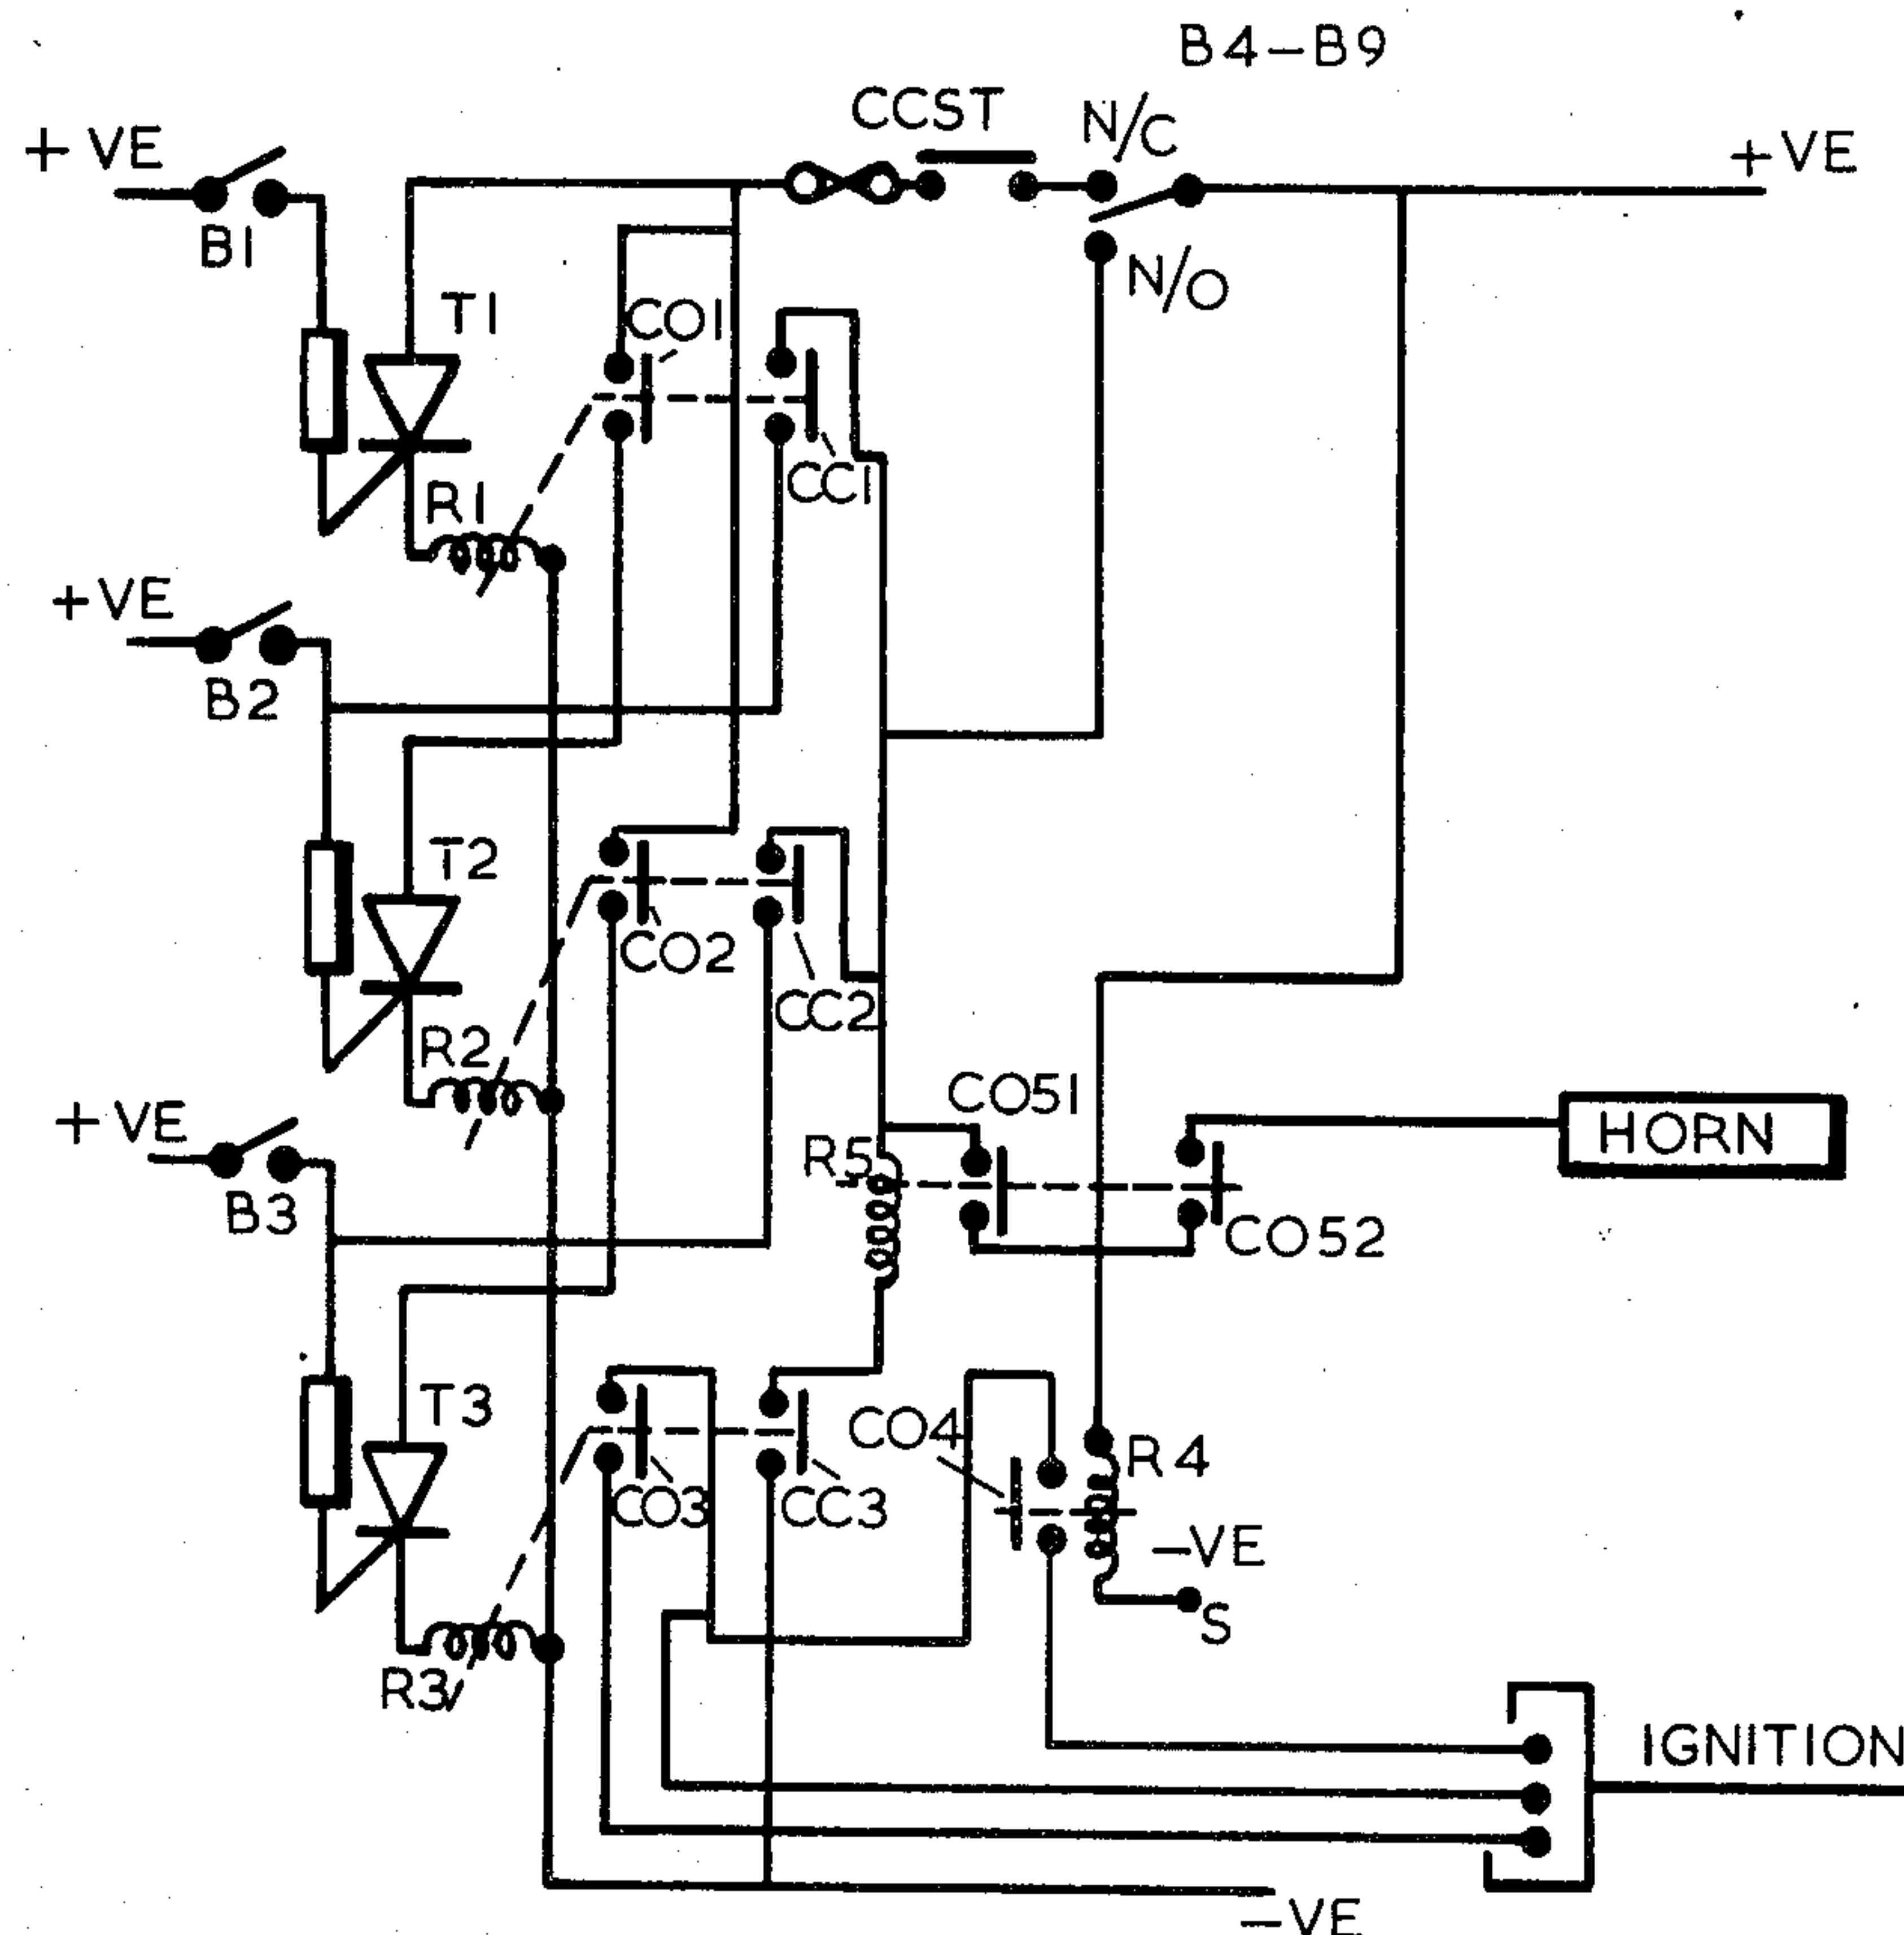 B4-B9
CCST
N/C
+VE
+VE
B1
N/O
T1
CO1
CC1
R1
+VE
B2
T2
CO2
CC2
R2
+VE
CO51
HORN
R5
B3
CO52
T3
CO4
R4
CO3
CC3
-VE
S
R3
IGNITION
-VE